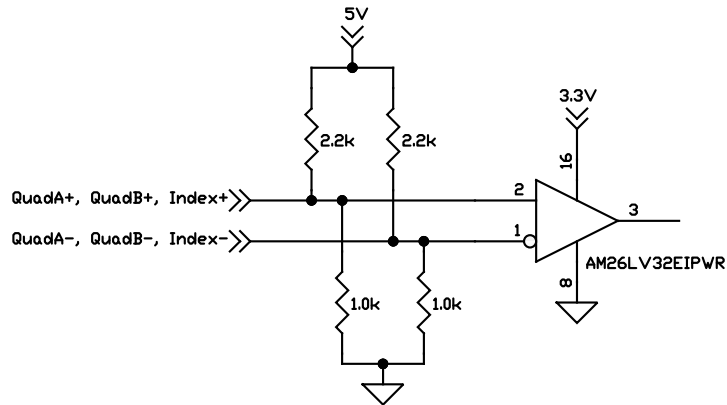 5V
3.3V
2.2k
2.2k
16
QuadA+, QuadB+, Index+
2
3
QuadA-, QuadB-, Index-
1
AM26LV32EIPWR
8
1.0k
1.0k